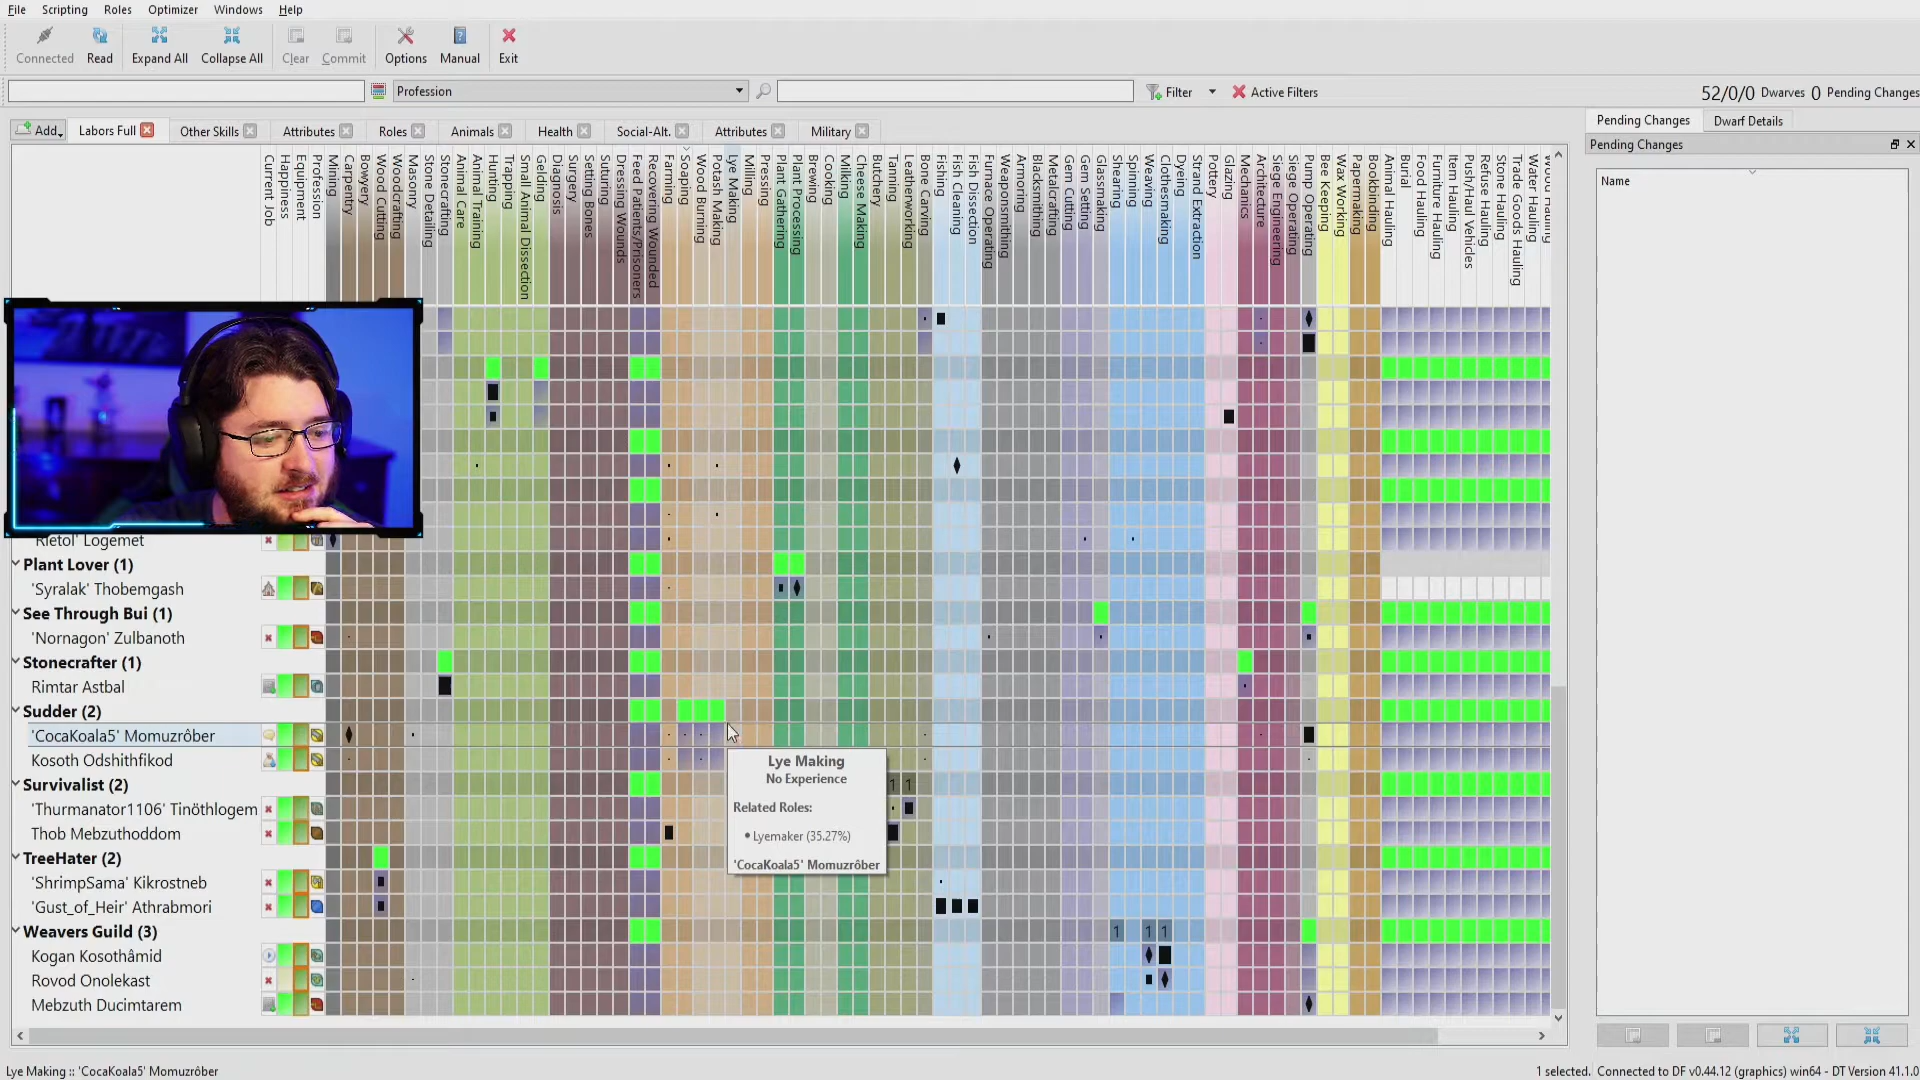 File Scripting Roles Optimizer Windows Help
Connected Read Expand All Collapse All Clear Commit Options Manual Exit
Profession Filter Active Filters 52/0/0 Dwarves 0 Pending Changes
Add Labors Full Other Skills Attributes Roles Animals Health Social-Alt. Attributes Military
Pending Changes Dwarf Details
Pending Changes
Name
Current Job
Happiness
Equipment
Profession
Mining
Carpentry
Bowyery
Wood Cutting
Woodcrafting
Masonry
Stone Detailing
Stonecrafting
Animal Care
Animal Training
Hunting
Trapping
Small Animal Dissection
Gelding
Diagnosis
Surgery
Setting Bones
Suturing
Dressing Wounds
Feed Patients/Prisoners
Recovering Wounded
Farming
Soaping
Wood Burning
Potash Making
Lye Making
Milling
Pressing
Plant Gathering
Plant Processing
Brewing
Cooking
Milking
Cheese Making
Butchery
Tanning
Leatherworking
Bone Carving
Fishing
Fish Cleaning
Fish Dissection
Furnace Operating
Weaponsmithing
Armoring
Blacksmithing
Metalcrafting
Gem Cutting
Gem Setting
Glassmaking
Shearing
Spinning
Weaving
Clothesmaking
Dyeing
Strand Extraction
Pottery
Glazing
Mechanics
Architecture
Siege Engineering
Siege Operating
Pump Operating
Bee Keeping
Wax Working
Papermaking
Bookbinding
Animal Hauling
Burial
Food Hauling
Furniture Hauling
Item Hauling
Push/Haul Vehicles
Refuse Hauling
Stone Hauling
Trade Goods Hauling
Water Hauling
Wood Hauling
'Rietol' Logemet
Plant Lover (1)
'Syralak' Thobemgash
See Through Bui (1)
'Nornagon' Zulbanoth
Stonecrafter (1)
Rimtar Astbal
Sudder (2)
'CocaKoala5' Momuzrôber
Kosoth Odshithfikod
Survivalist (2)
1 1
'Thurmanator1106' Tinöthlogem
Thob Mebzuthoddom
TreeHater (2)
'ShrimpSama' Kikrostneb
'Gust_of_Heir' Athrabmori
Weavers Guild (3)
1 1 1
Kogan Kosothâmid
Rovod Onolekast
Mebzuth Ducimtarem
Lye Making
No Experience
Related Roles:
• Lyemaker (35.27%)
'CocaKoala5' Momuzrôber
Lye Making :: 'CocaKoala5' Momuzrôber
1 selected. Connected to DF v0.44.12 (graphics) win64 - DT Version 41.1.0